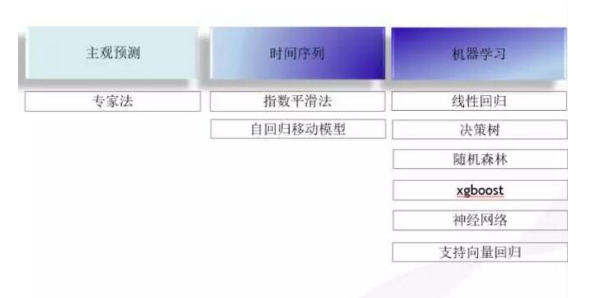 主观预测
时间序列
机器学习
专家法
指数平滑法
线性回归
自回归移动模型
决策树
随机森林
xgboost
神经网络
支持向量回归